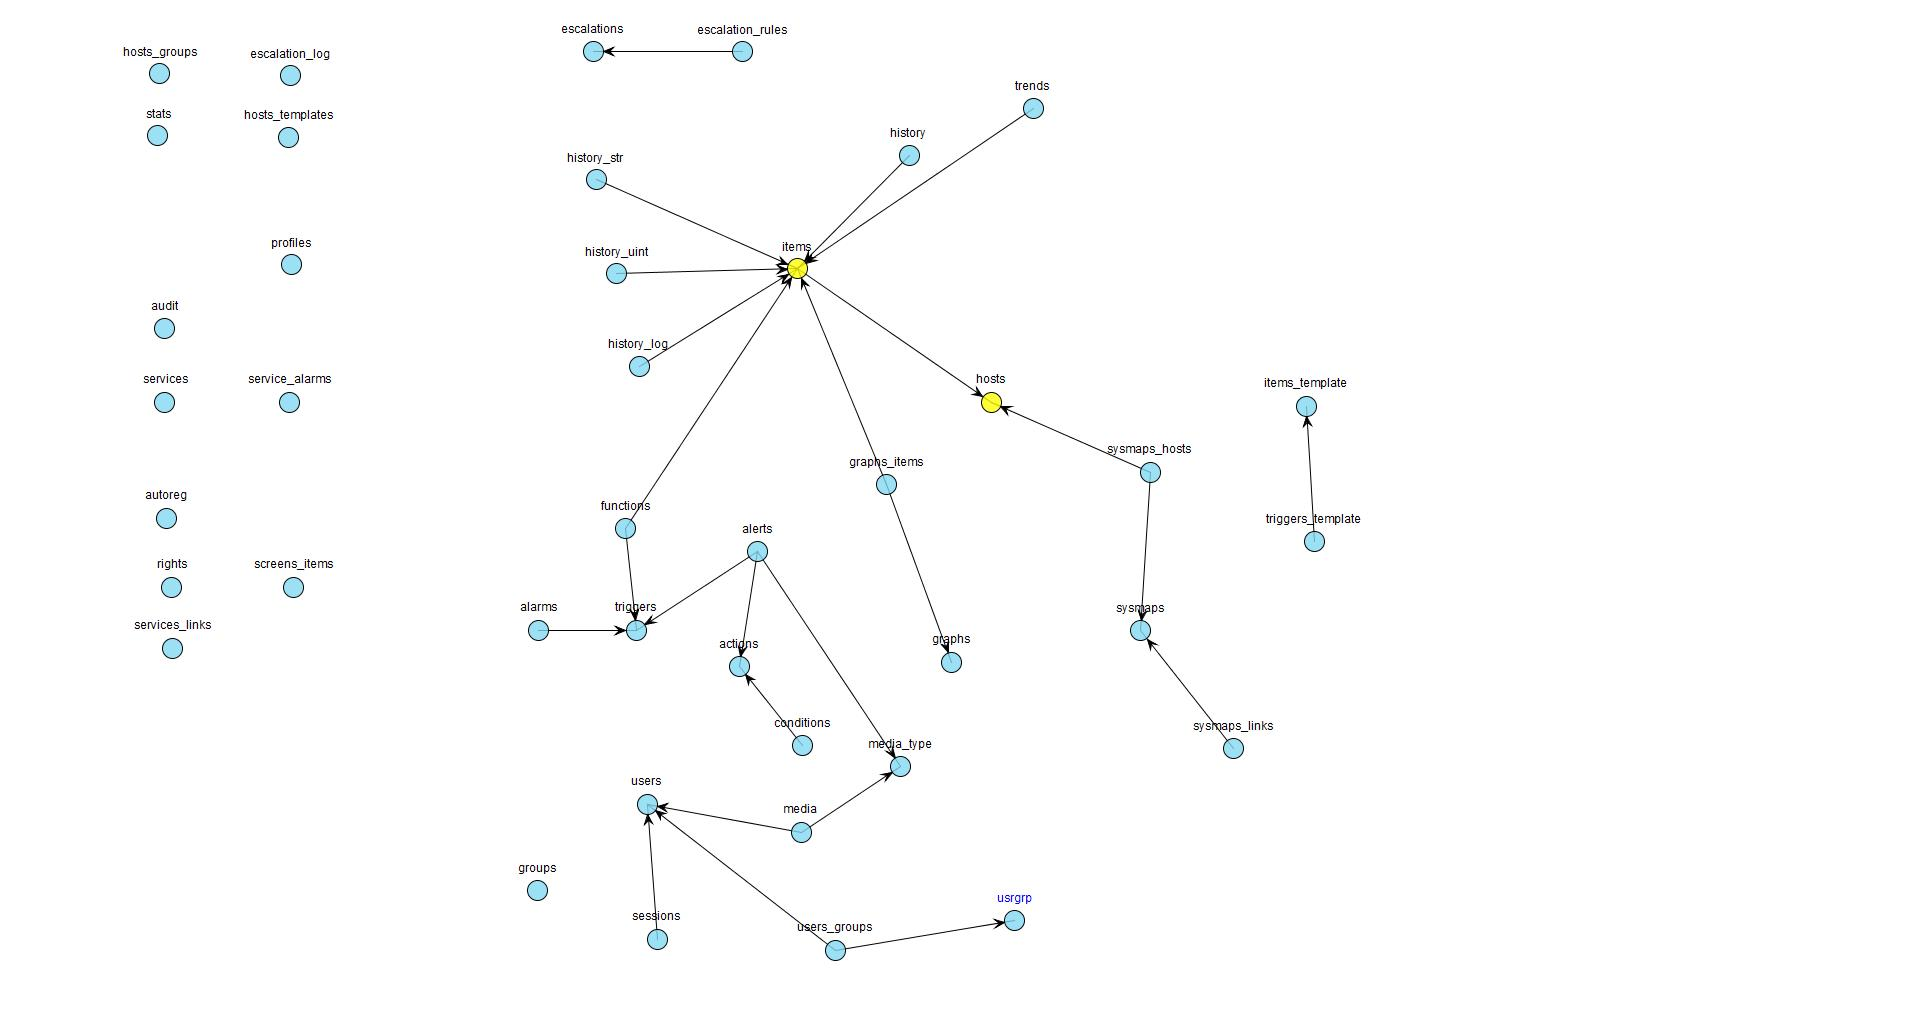 escalations
escalation_rules
hosts_groups
escalation_log
trends
stats
hosts_templates
history
history_str
profiles
items
history_uint
audit
history_log
services
service_alarms
hosts
items_template
sysmaps_hosts
graphs_items
autoreg
functions
triggers_template
alerts
rights
screens_items
alarms
triggers
sysmaps
services_links
actions
graphs
conditions
sysmaps_links
media_type
users
media
groups
usrgrp
sessions
users_groups